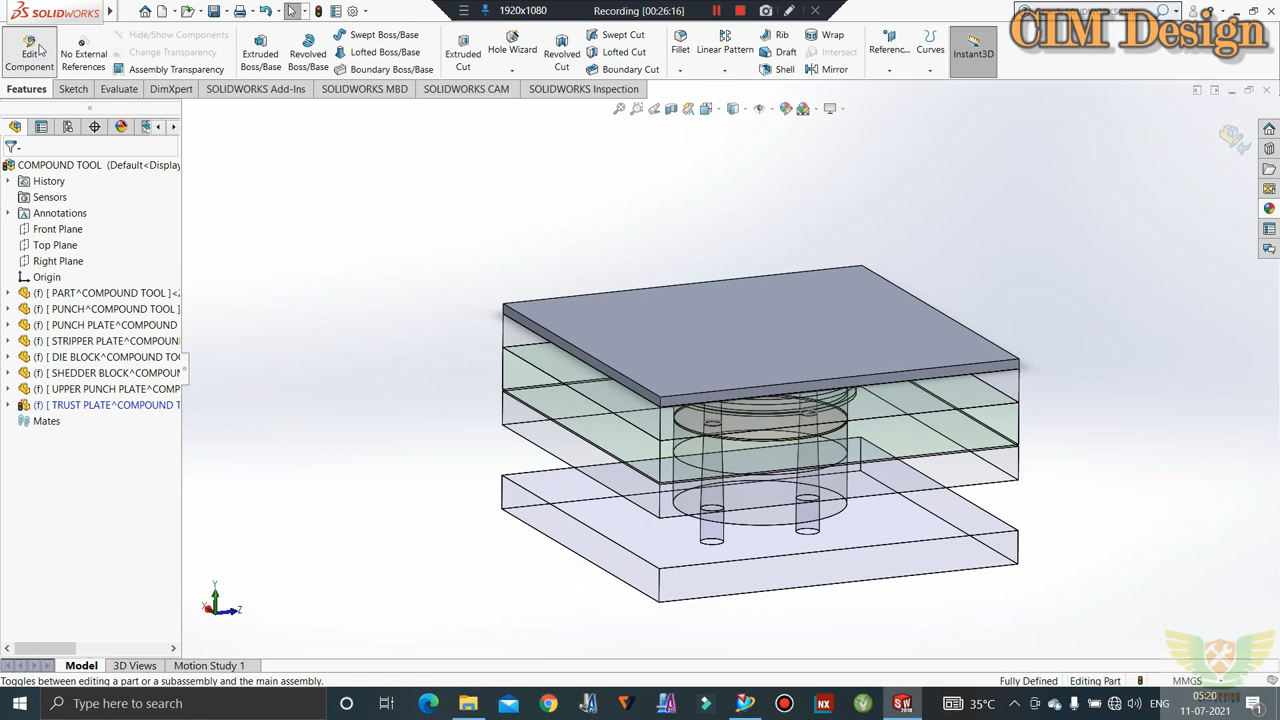 SOLIDWORKS
1920x1080
Recording [00:26:16]
CIM Design
Edit Component
No External References
Hide/Show Components
Change Transparency
Assembly Transparency
Extruded Boss/Base
Revolved Boss/Base
Swept Boss/Base
Lofted Boss/Base
Boundary Boss/Base
Extruded Cut
Hole Wizard
Revolved Cut
Swept Cut
Lofted Cut
Boundary Cut
Fillet
Linear Pattern
Rib
Draft
Shell
Wrap
Intersect
Mirror
Referenc...
Curves
Instant3D
Features
Sketch
Evaluate
DimXpert
SOLIDWORKS Add-Ins
SOLIDWORKS MBD
SOLIDWORKS CAM
SOLIDWORKS Inspection
COMPOUND TOOL (Default<Display
History
Sensors
Annotations
Front Plane
Top Plane
Right Plane
Origin
(f) [ PART^COMPOUND TOOL ]<
(f) [ PUNCH^COMPOUND TOOL ]
(f) [ PUNCH PLATE^COMPOUND
(f) [ STRIPPER PLATE^COMPOUN
(f) [ DIE BLOCK^COMPOUND TOO
(f) [ SHEDDER BLOCK^COMPOUN
(f) [ UPPER PUNCH PLATE^COMP
(f) [ TRUST PLATE^COMPOUND T
Mates
Y
X
Z
Model
3D Views
Motion Study 1
Toggles between editing a part or a subassembly and the main assembly.
Fully Defined
Editing Part
MMGS
Type here to search
35°C
ENG
05:20
11-07-2021